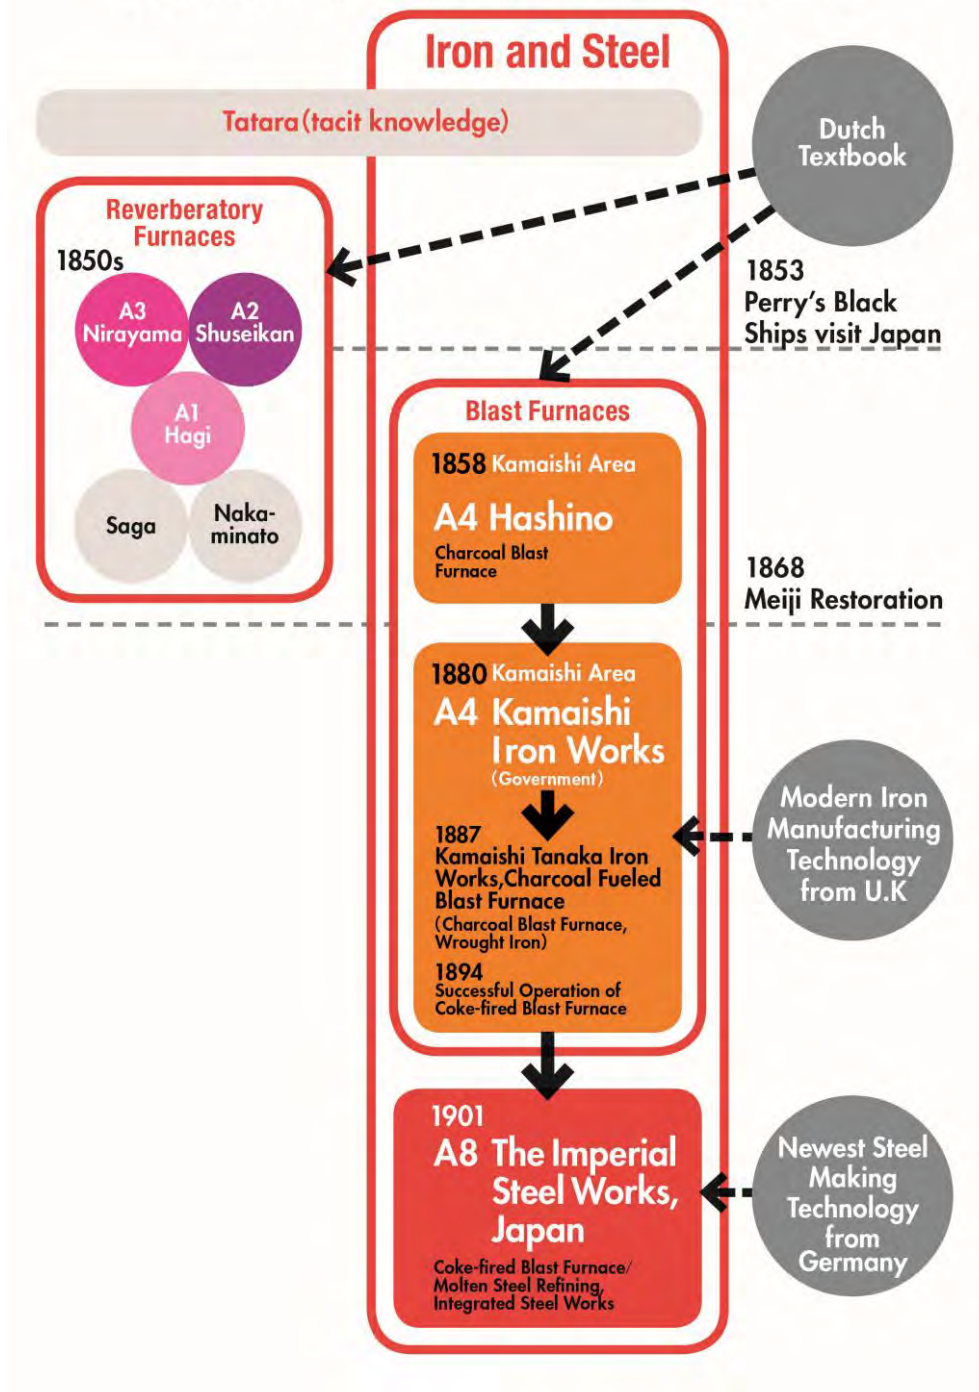 Iron and Steel
Tatara(tacit knowledge)
Dutch
Textbook
Reverberatory
Furnaces
1850s
A3
Nirayama
A2
Shuseikan
A1
Hagi
Saga
Naka-
minato
1853
Perry's Black
Ships visit Japan
Blast Furnaces
1858 Kamaishi Area
A4 Hashino
Charcoal Blast
Furnace
1868
Meiji Restoration
1880 Kamaishi Area
A4 Kamaishi
Iron Works
(Government)
1887
Kamaishi Tanaka Iron
Works,Charcoal Fueled
Blast Furnace
(Charcoal Blast Furnace,
Wrought Iron)
1894
Successful Operation of
Coke-fired Blast Furnace
Modern Iron
Manufacturing
Technology
from U.K
1901
A8 The Imperial
Steel Works,
Japan
Coke-fired Blast Furnace/
Molten Steel Refining,
Integrated Steel Works
Newest Steel
Making
Technology
from
Germany